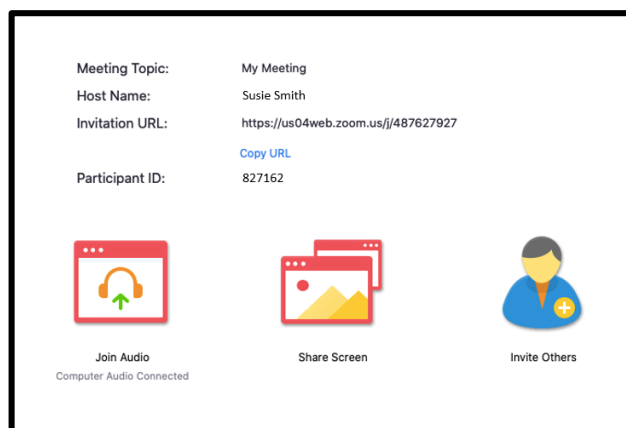 Meeting Topic: My Meeting
Host Name: Susie Smith
Invitation URL: https://us04web.zoom.us/j/487627927
Copy URL
Participant ID: 827162
Join Audio Share Screen Invite Others
Computer Audio Connected